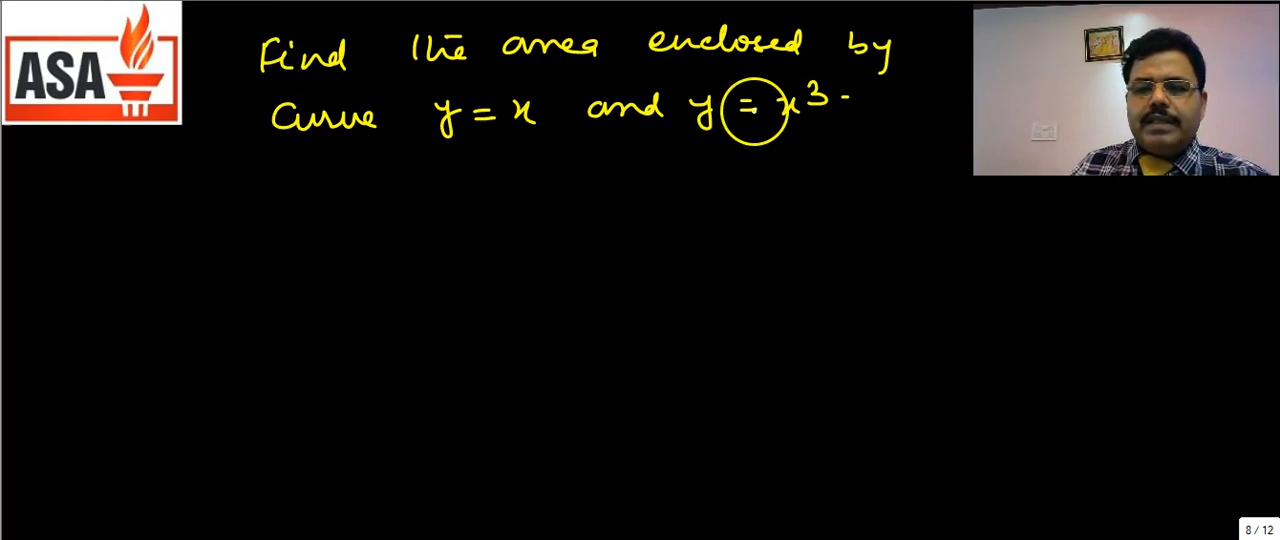 ASA
Find the area enclosed by
curve y = x and y = x³.
8 / 12